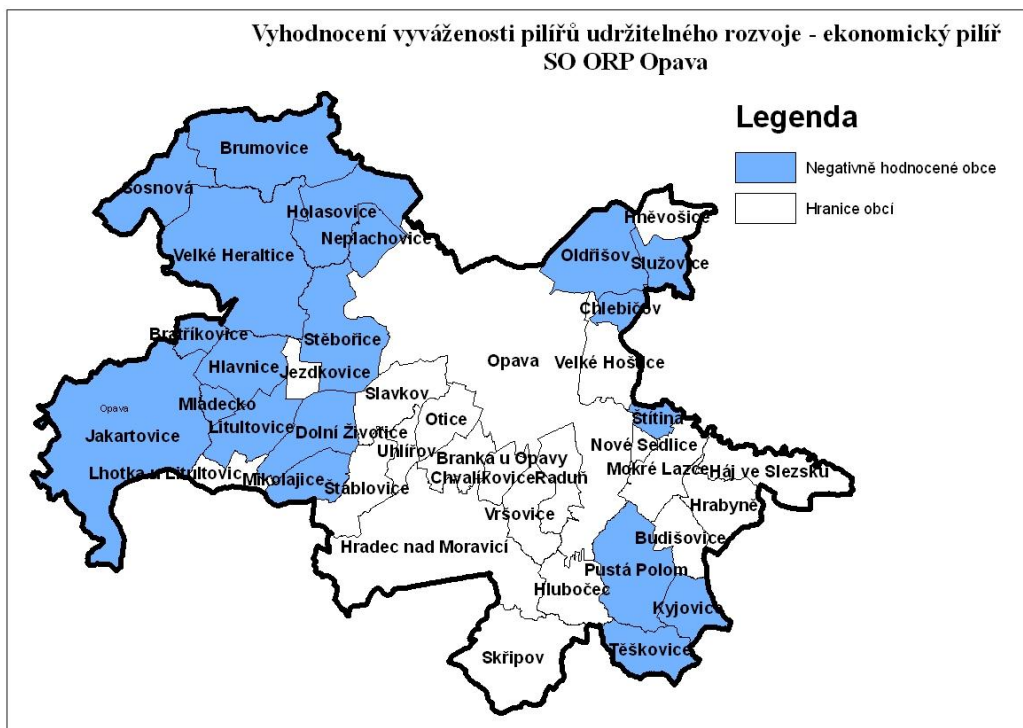 Vyhodnocení vyváženosti pilířů udržitelného rozvoje - ekonomický pilíř
SO ORP Opava
Legenda
Negativně hodnocené obce
Hranice obcí
Brumovice
Sosnová
Holasovice
Neplachovice
Velké Heraltice
Hněvošice
Oldřišov
Služovice
Chlebičov
Bratříkovice
Stěbořice
Hlavnice
Jezdkovice
Opava
Velké Hoštice
Slavkov
Mladecko
Opava
Jakartovice
Litultovice
Dolní Životice
Otice
Štítina
Uhlířov
Nové Sedlice
Branka u Opavy
Lhotka u Litultovic
Mikolajice
Štáblovice
Chvalíkovice
Raduň
Mokré Lazce
Háj ve Slezsku
Hrabyně
Vršovice
Budišovice
Hradec nad Moravicí
Pustá Polom
Hlubočec
Kyjovice
Těškovice
Skřipov